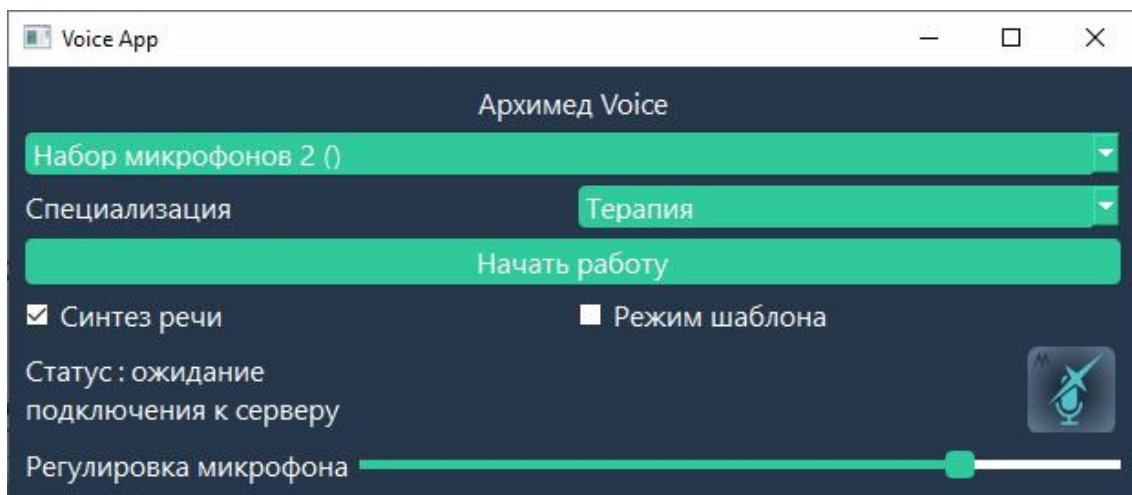 Voice App
Архимед Voice
Набор микрофонов 2 ()
Специализация
Терапия
Начать работу
Синтез речи
Режим шаблона
Статус : ожидание
подключения к серверу
Регулировка микрофона